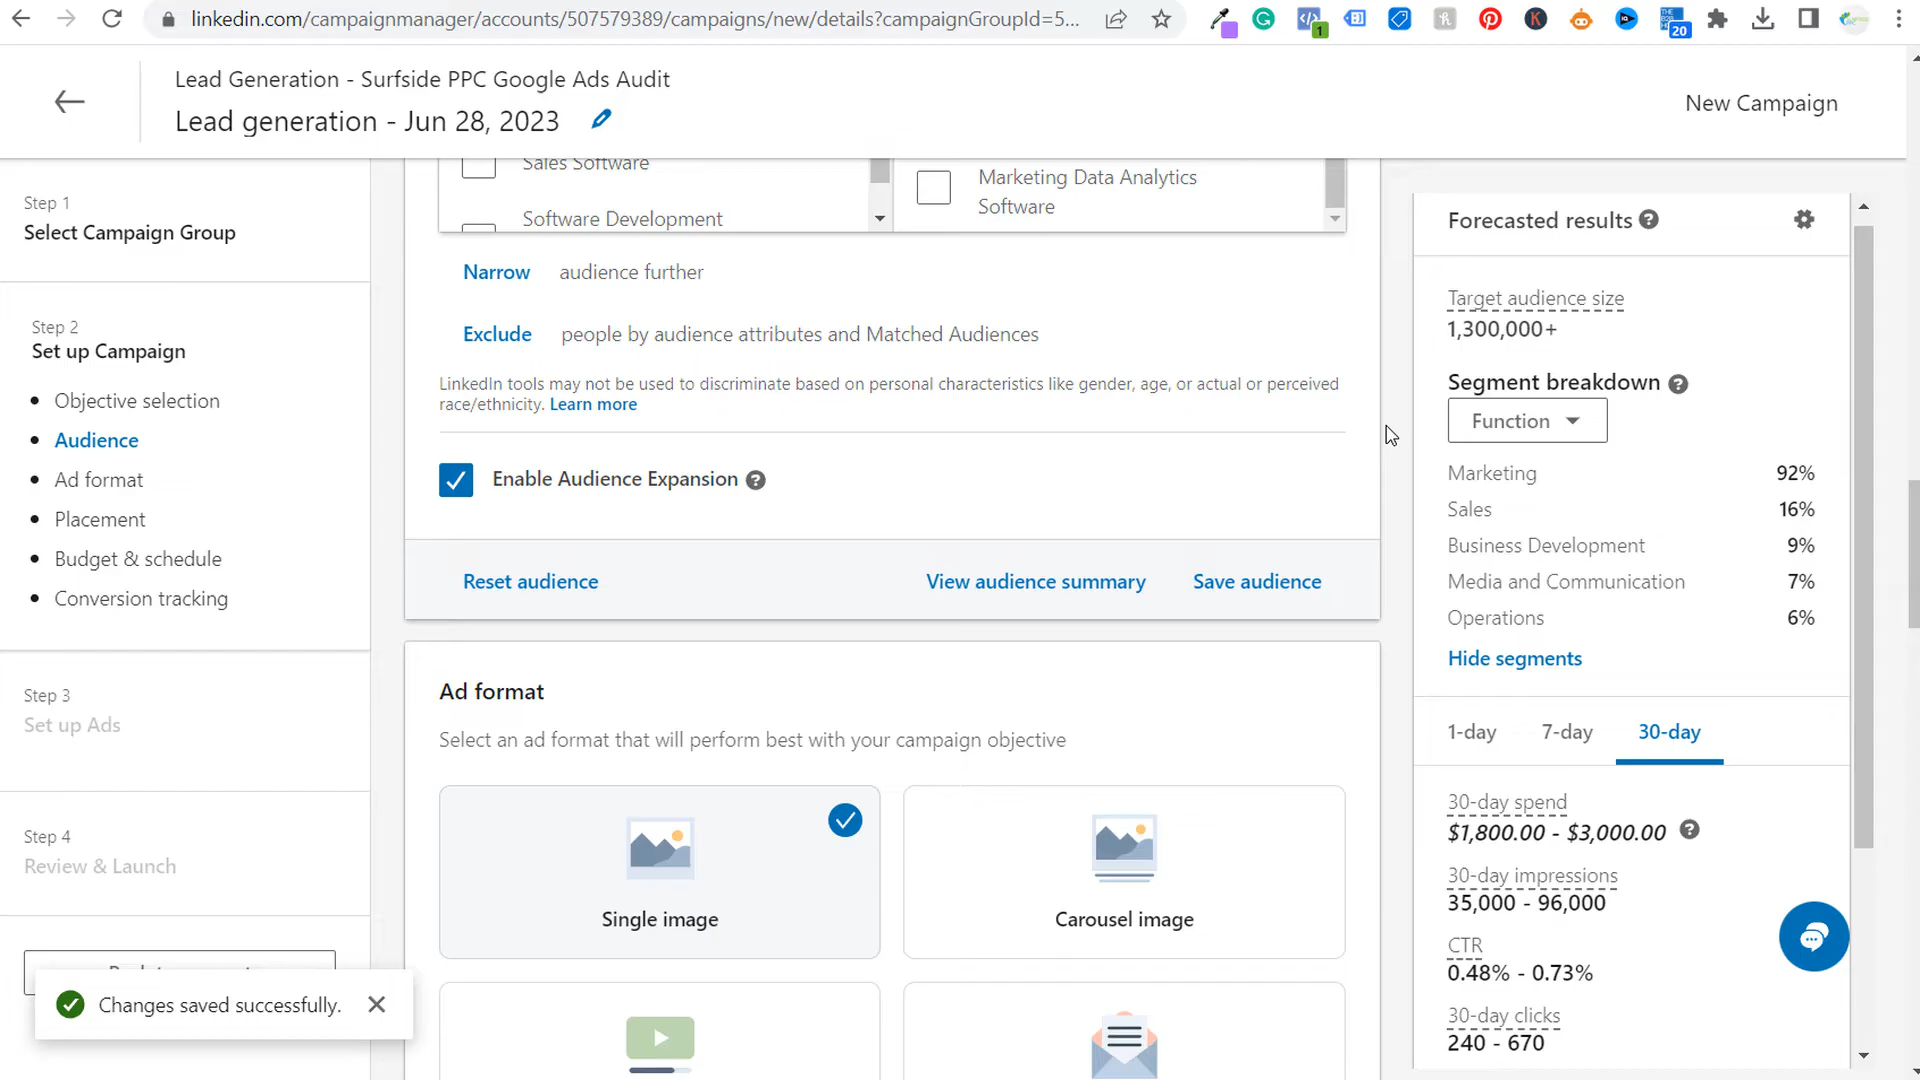 linkedin.com/campaignmanager/accounts/507579389/campaigns/new/details?campaignGroupId=5...
1
20
Lead Generation - Surfside PPC Google Ads Audit
Lead generation - Jun 28, 2023
New Campaign
Step 1
Select Campaign Group
Step 2
Set up Campaign
Objective selection
Audience
Ad format
Placement
Budget & schedule
Conversion tracking
Step 3
Set up Ads
Step 4
Review & Launch
Changes saved successfully.
Sales Software
Software Development
Marketing Data Analytics
Software
Narrow audience further
Exclude people by audience attributes and Matched Audiences
LinkedIn tools may not be used to discriminate based on personal characteristics like gender, age, or actual or perceived
race/ethnicity. Learn more
Enable Audience Expansion
Reset audience
View audience summary
Save audience
Ad format
Select an ad format that will perform best with your campaign objective
Single image
Carousel image
Forecasted results
Target audience size
1,300,000+
Segment breakdown
Function
Marketing 92%
Sales 16%
Business Development 9%
Media and Communication 7%
Operations 6%
Hide segments
1-day 7-day 30-day
30-day spend
$1,800.00 - $3,000.00
30-day impressions
35,000 - 96,000
CTR
0.48% - 0.73%
30-day clicks
240 - 670